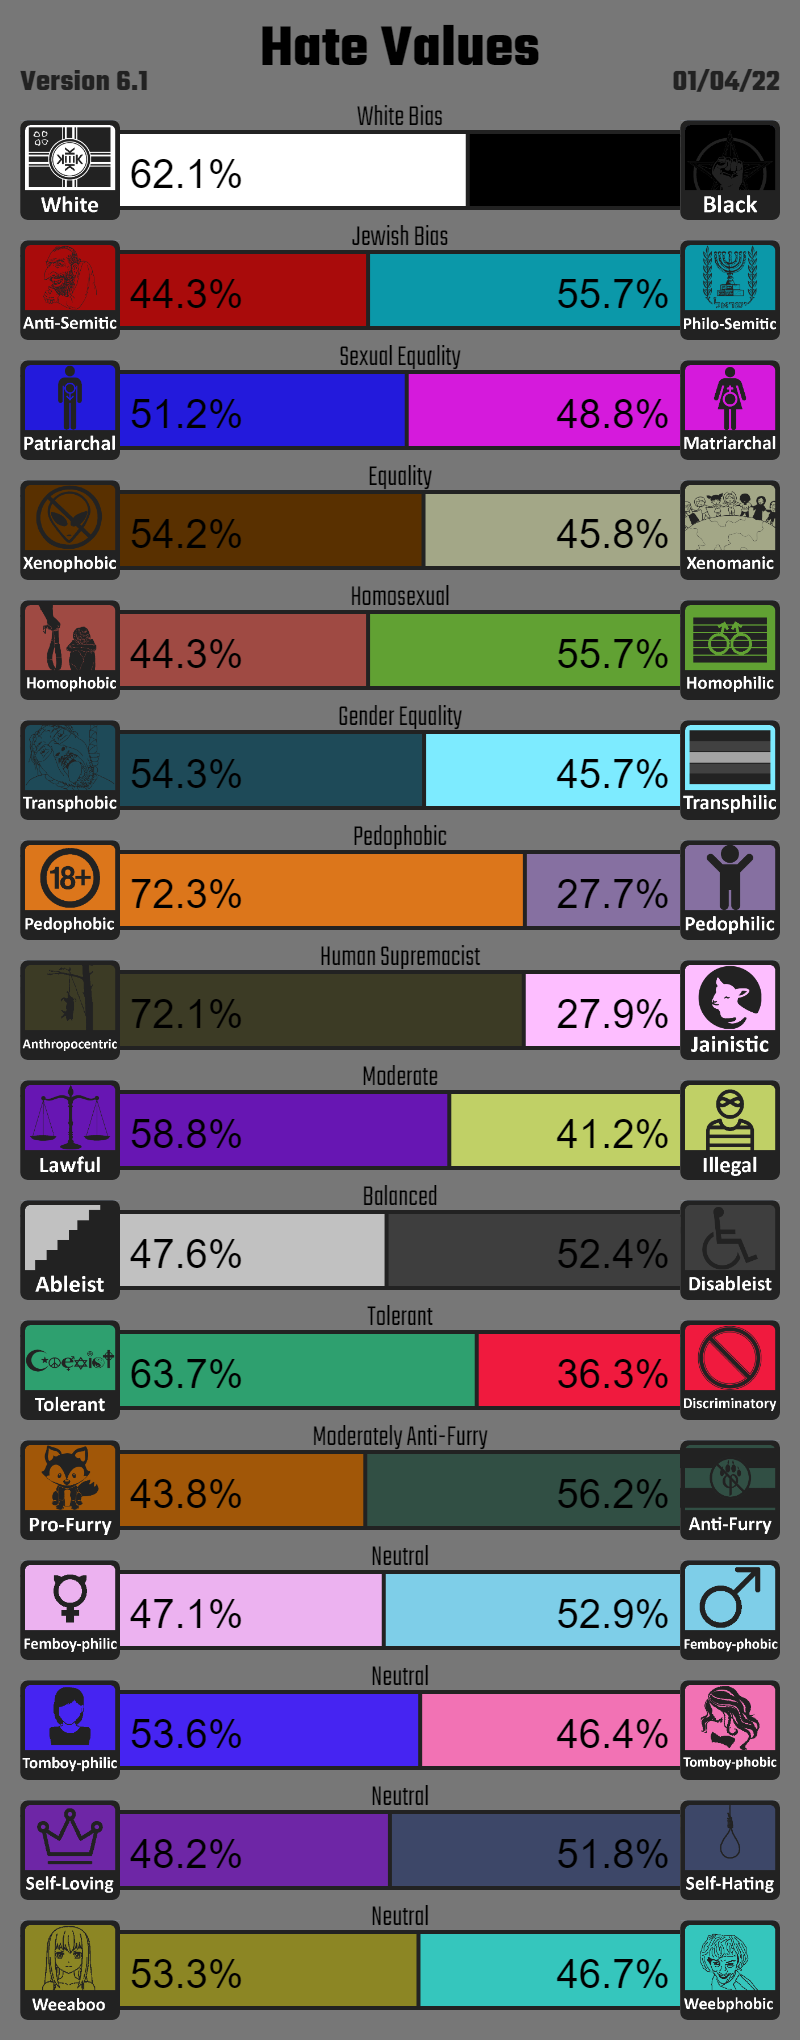 Hate Values
Version 6.1
01/04/22
White Bias
White
62.1%
Black
Jewish Bias
Anti-Semitic
44.3%
55.7%
Philo-Semitic
Sexual Equality
Patriarchal
51.2%
48.8%
Matriarchal
Equality
Xenophobic
54.2%
45.8%
Xenomanic
Homosexual
Homophobic
44.3%
55.7%
Homophilic
Gender Equality
Transphobic
54.3%
45.7%
Transphilic
Pedophobic
18+
Pedophobic
72.3%
27.7%
Pedophilic
Human Supremacist
Anthropocentric
72.1%
27.9%
Jainistic
Moderate
Lawful
58.8%
41.2%
Illegal
Balanced
Ableist
47.6%
52.4%
Disableist
Tolerant
Coexist
Tolerant
63.7%
36.3%
Discriminatory
Moderately Anti-Furry
Pro-Furry
43.8%
56.2%
Anti-Furry
Neutral
Femboy-philic
47.1%
52.9%
Femboy-phobic
Neutral
Tomboy-philic
53.6%
46.4%
Tomboy-phobic
Neutral
Self-Loving
48.2%
51.8%
Self-Hating
Neutral
Weeaboo
53.3%
46.7%
Weebphobic